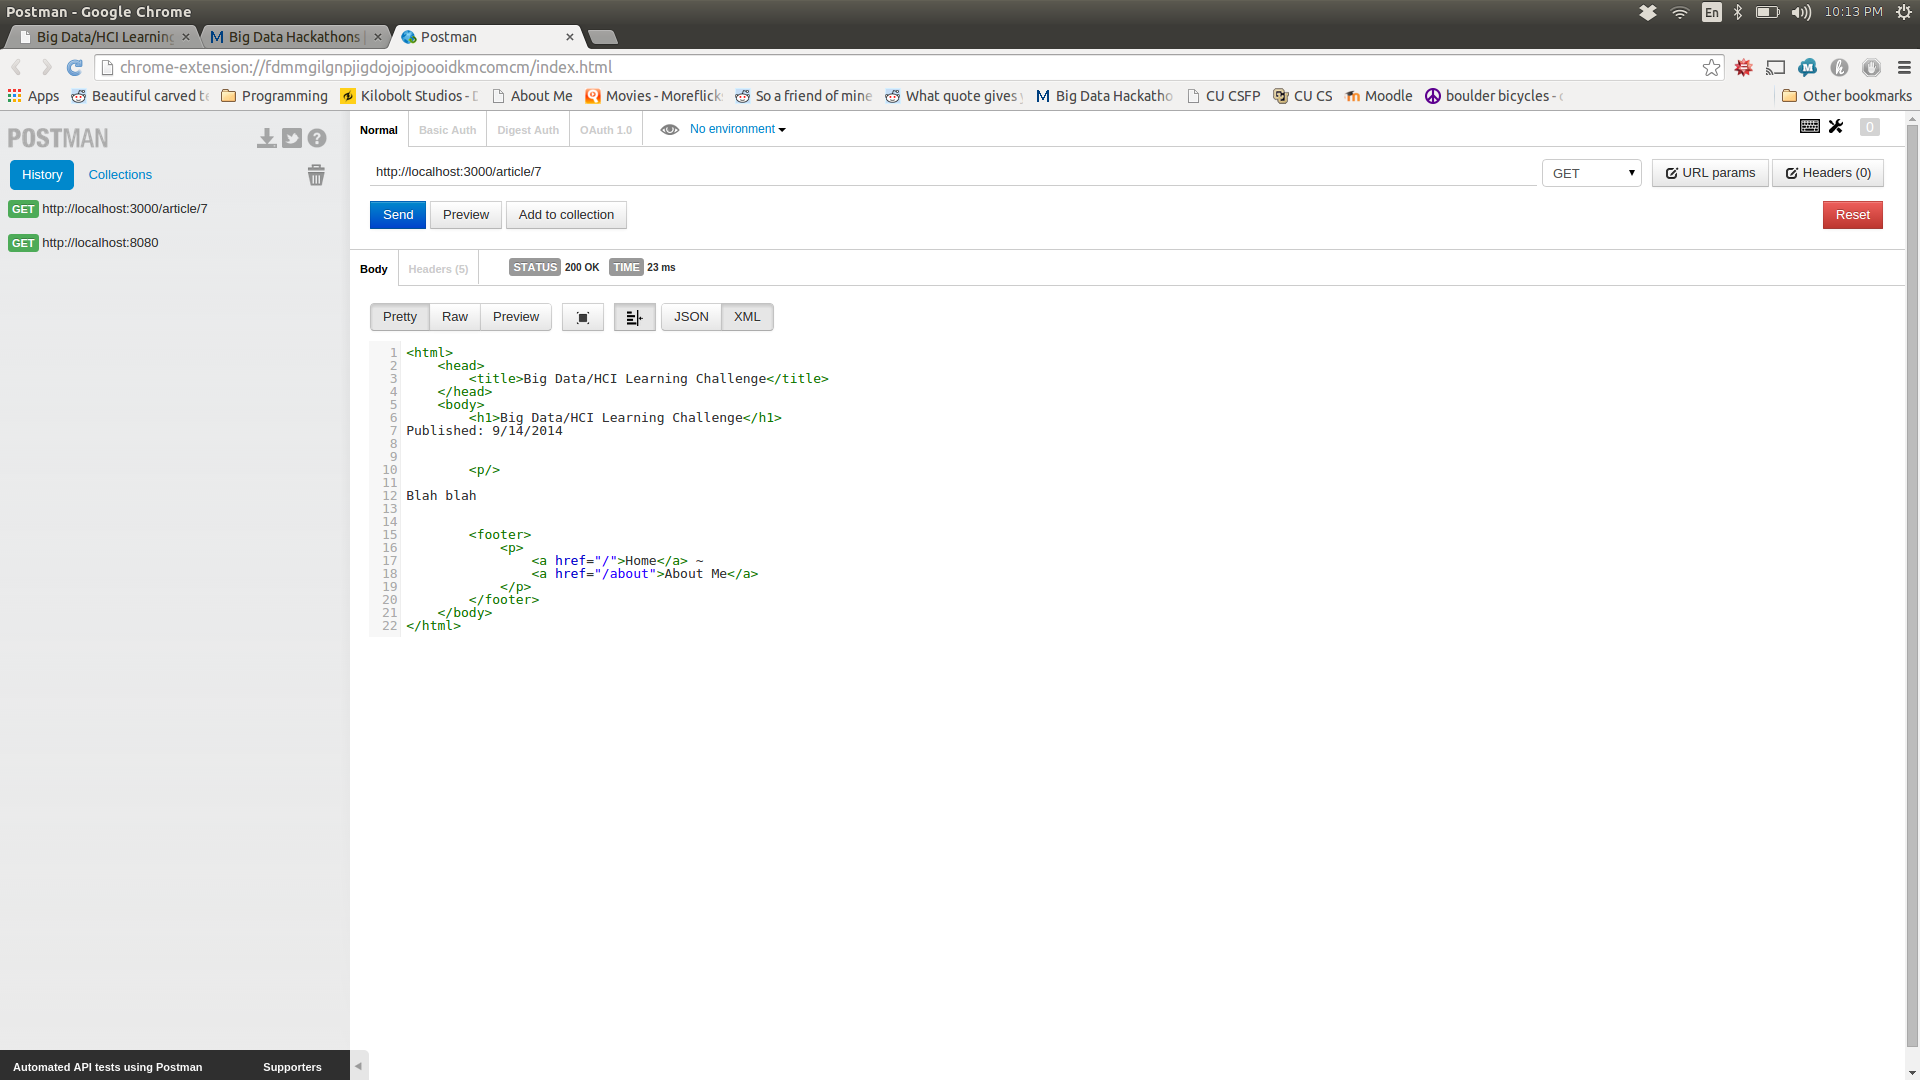 Postman - Google Chrome
En
10:13 PM
Big Data/HCI Learning
Big Data Hackathons |
Postman
chrome-extension://fdmmgilgnpjigdojojpjoooidkmcomcm/index.html
Apps
Beautiful carved t
Programming
Kilobolt Studios -
About Me
Movies - Moreflick
So a friend of mine
What quote gives
Big Data Hackatho
CU CSFP
CU CS
Moodle
boulder bicycles -
Other bookmarks
POSTMAN
History
Collections
GET http://localhost:3000/article/7
GET http://localhost:8080
Normal
Basic Auth
Digest Auth
OAuth 1.0
No environment
0
http://localhost:3000/article/7
GET
URL params
Headers (0)
Send
Preview
Add to collection
Reset
Body
Headers (5)
STATUS 200 OK TIME 23 ms
Pretty
Raw
Preview
JSON
XML
1 <html>
2 <head>
3 <title>Big Data/HCI Learning Challenge</title>
4 </head>
5 <body>
6 <h1>Big Data/HCI Learning Challenge</h1>
7 Published: 9/14/2014
8
9
10 <p/>
11
12 Blah blah
13
14
15 <footer>
16 <p>
17 <a href="/">Home</a> ~
18 <a href="/about">About Me</a>
19 </p>
20 </footer>
21 </body>
22 </html>
Automated API tests using Postman
Supporters